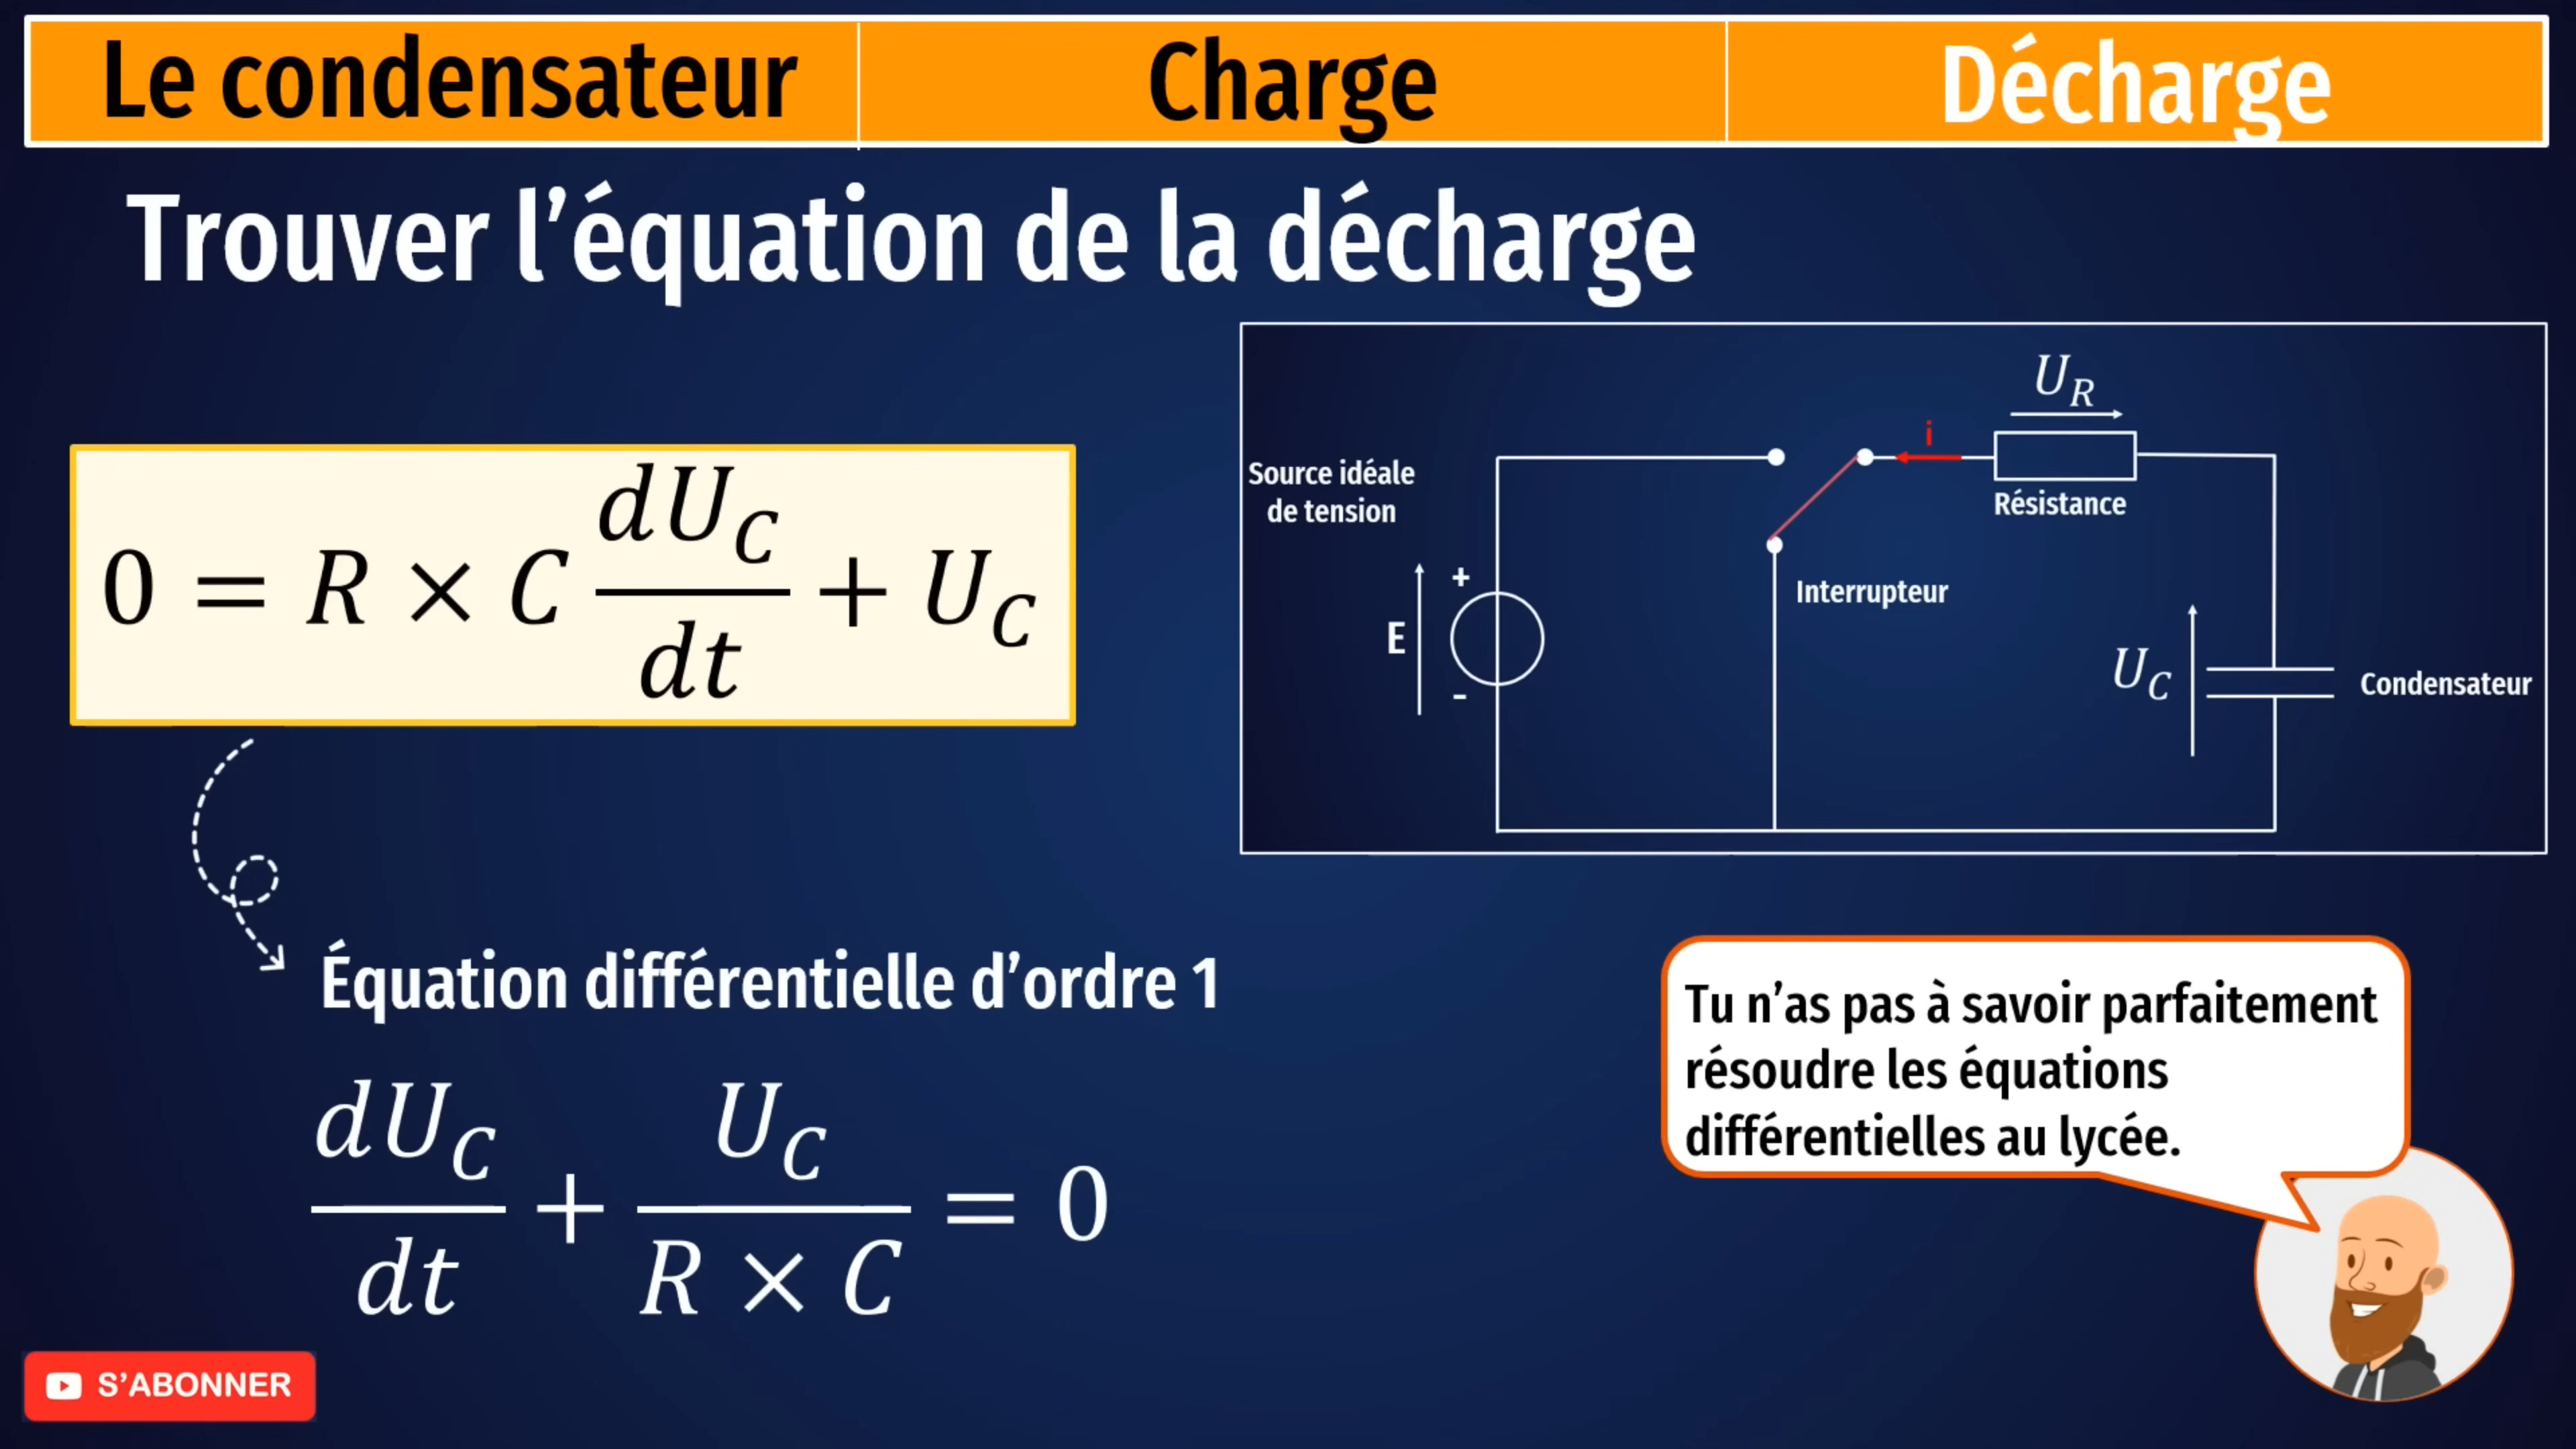 Le condensateur
Charge
Décharge
Trouver l’équation de la décharge
0 = R × C dU_C/dt + U_C
U_R
i
Source idéale
de tension
Résistance
+
Interrupteur
E
-
U_C
Condensateur
Équation différentielle d’ordre 1
dU_C/dt + U_C/(R × C) = 0
Tu n’as pas à savoir parfaitement
résoudre les équations
différentielles au lycée.
S’ABONNER